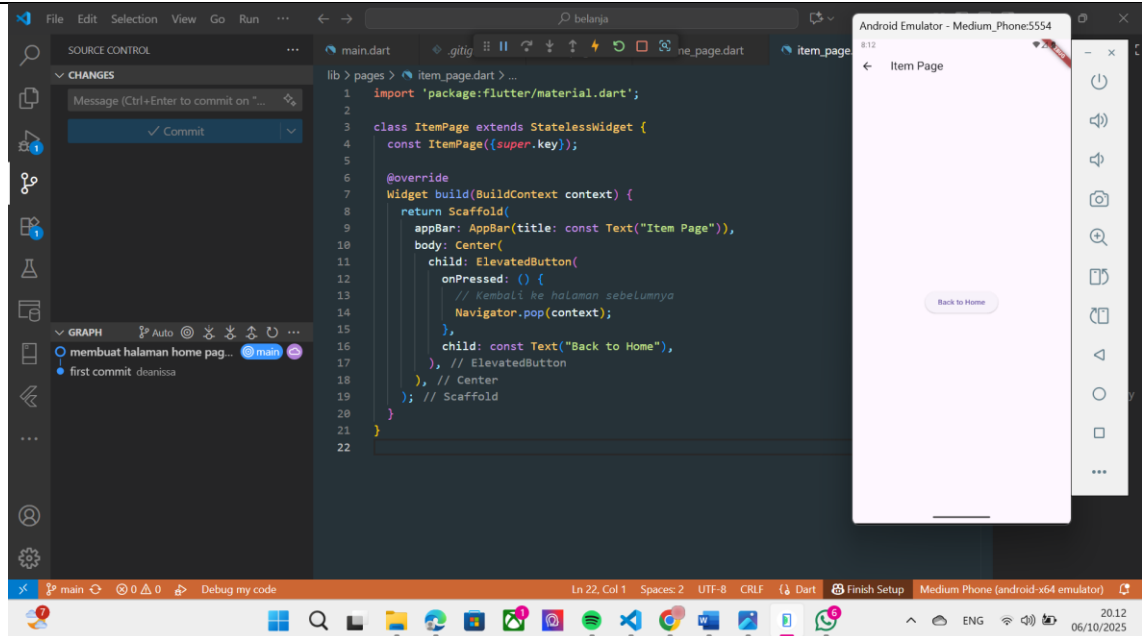 File Edit Selection View Go Run ... belanja
Android Emulator - Medium_Phone:5554
SOURCE CONTROL
CHANGES
Message (Ctrl+Enter to commit on "...
Commit
GRAPH Auto
membuat halaman home pag... main
first commit deanissa
1
1
main.dart .gitig me_page.dart item_page.
lib > pages > item_page.dart > ...
1 import 'package:flutter/material.dart';
2
3 class ItemPage extends StatelessWidget {
4 const ItemPage({super.key});
5
6 @override
7 Widget build(BuildContext context) {
8 return Scaffold(
9 appBar: AppBar(title: const Text("Item Page")),
10 body: Center(
11 child: ElevatedButton(
12 onPressed: () {
13 // Kembali ke halaman sebelumnya
14 Navigator.pop(context);
15 },
16 child: const Text("Back to Home"),
17 ), // ElevatedButton
18 ), // Center
19 ); // Scaffold
20 }
21 }
22
8:12
Item Page
Back to Home
main 0 0 Debug my code Ln 22, Col 1 Spaces: 2 UTF-8 CRLF Dart Finish Setup Medium Phone (android-x64 emulator)
7
1
6
ENG
20.12
06/10/2025